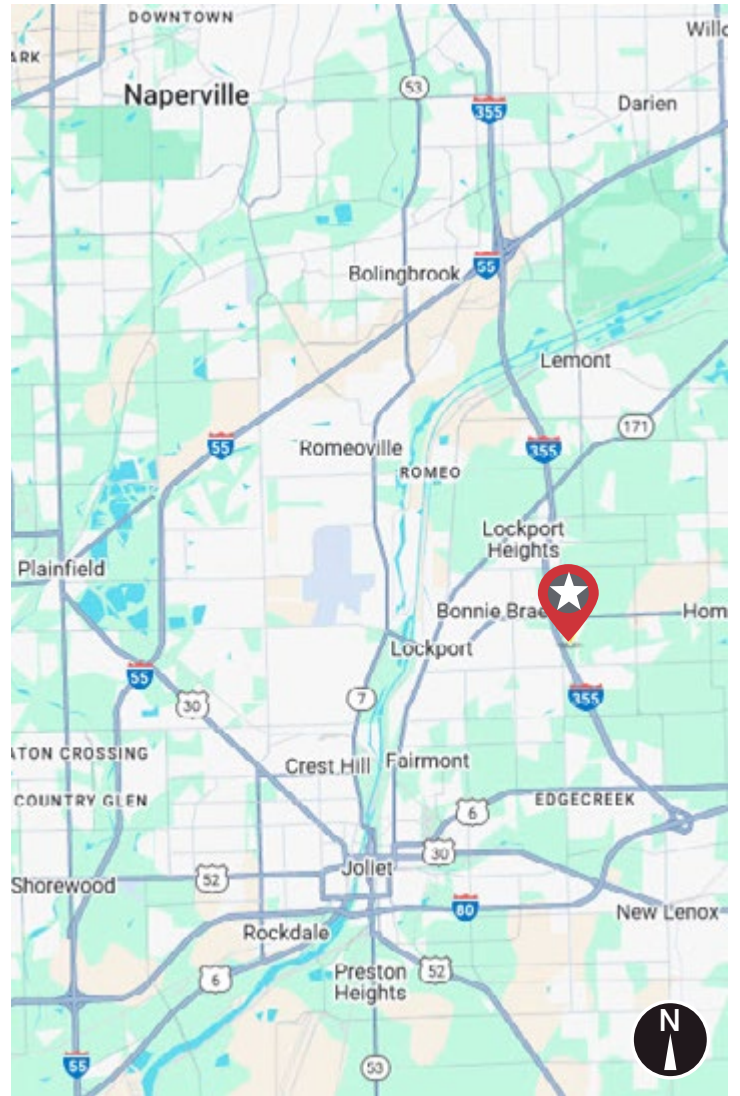 DOWNTOWN
ARK
Naperville
53
355
Darien
Willo
Bolingbrook
55
Lemont
171
355
55
Romeoville
ROMEO
Lockport
Heights
Plainfield
Bonnie Brae
Hom
Lockport
55
30
7
355
ATON CROSSING
Crest Hill
Fairmont
COUNTRY GLEN
EDGECREEK
6
30
Joliet
52
Shorewood
80
New Lenox
Rockdale
6
Preston
Heights
52
N
55
53